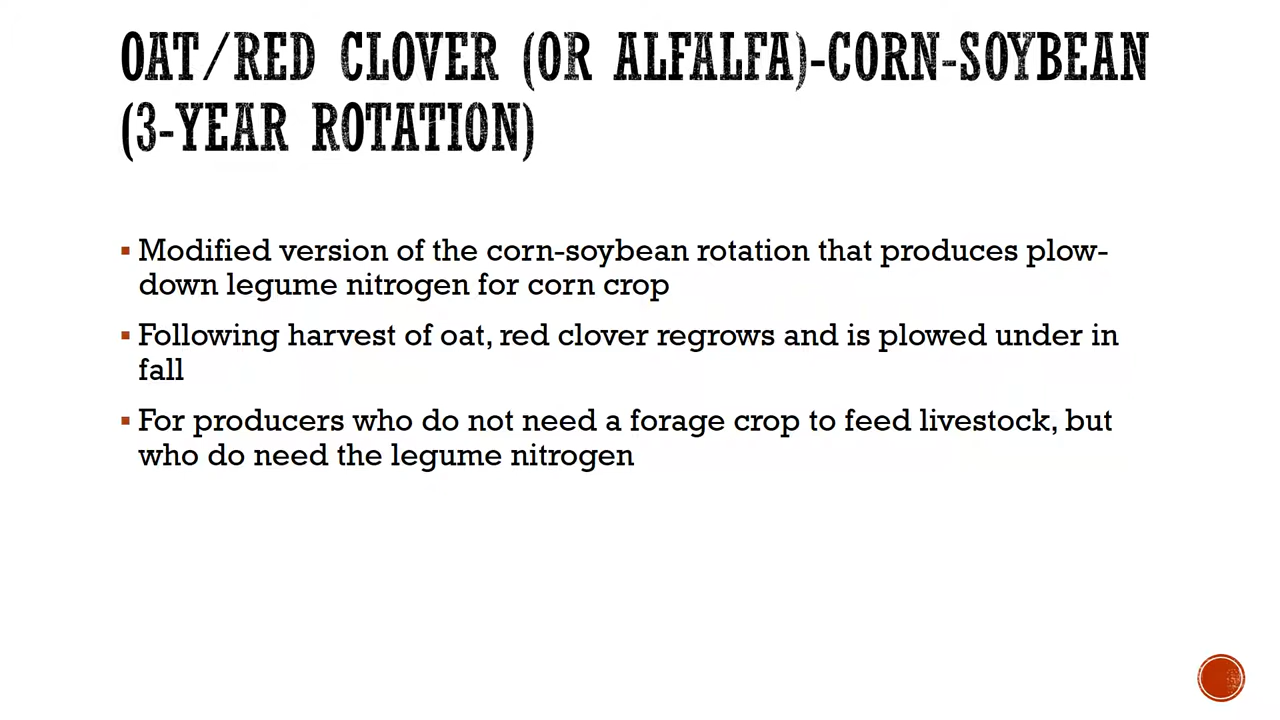 OAT/RED CLOVER (OR ALFALFA)-CORN-SOYBEAN
(3-YEAR ROTATION)
▪ Modified version of the corn-soybean rotation that produces plow-
down legume nitrogen for corn crop
▪ Following harvest of oat, red clover regrows and is plowed under in
fall
▪ For producers who do not need a forage crop to feed livestock, but
who do need the legume nitrogen